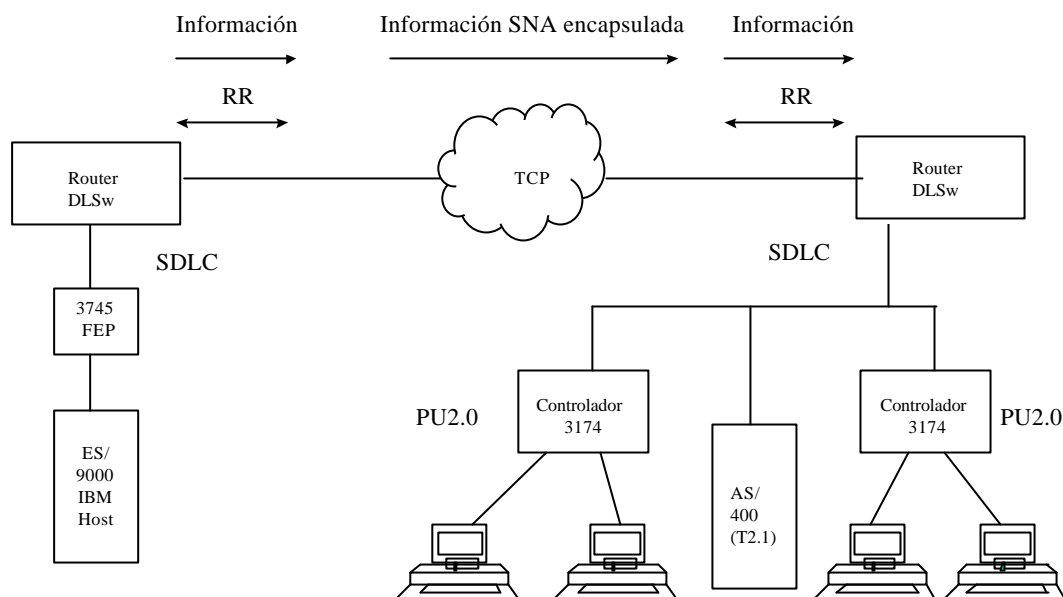 Información
Información SNA encapsulada
Información
RR
RR
Router
DLSw
TCP
Router
DLSw
SDLC
SDLC
3745
FEP
PU2.0
Controlador
3174
Controlador
3174
PU2.0
ES/
9000
IBM
Host
AS/
400
(T2.1)